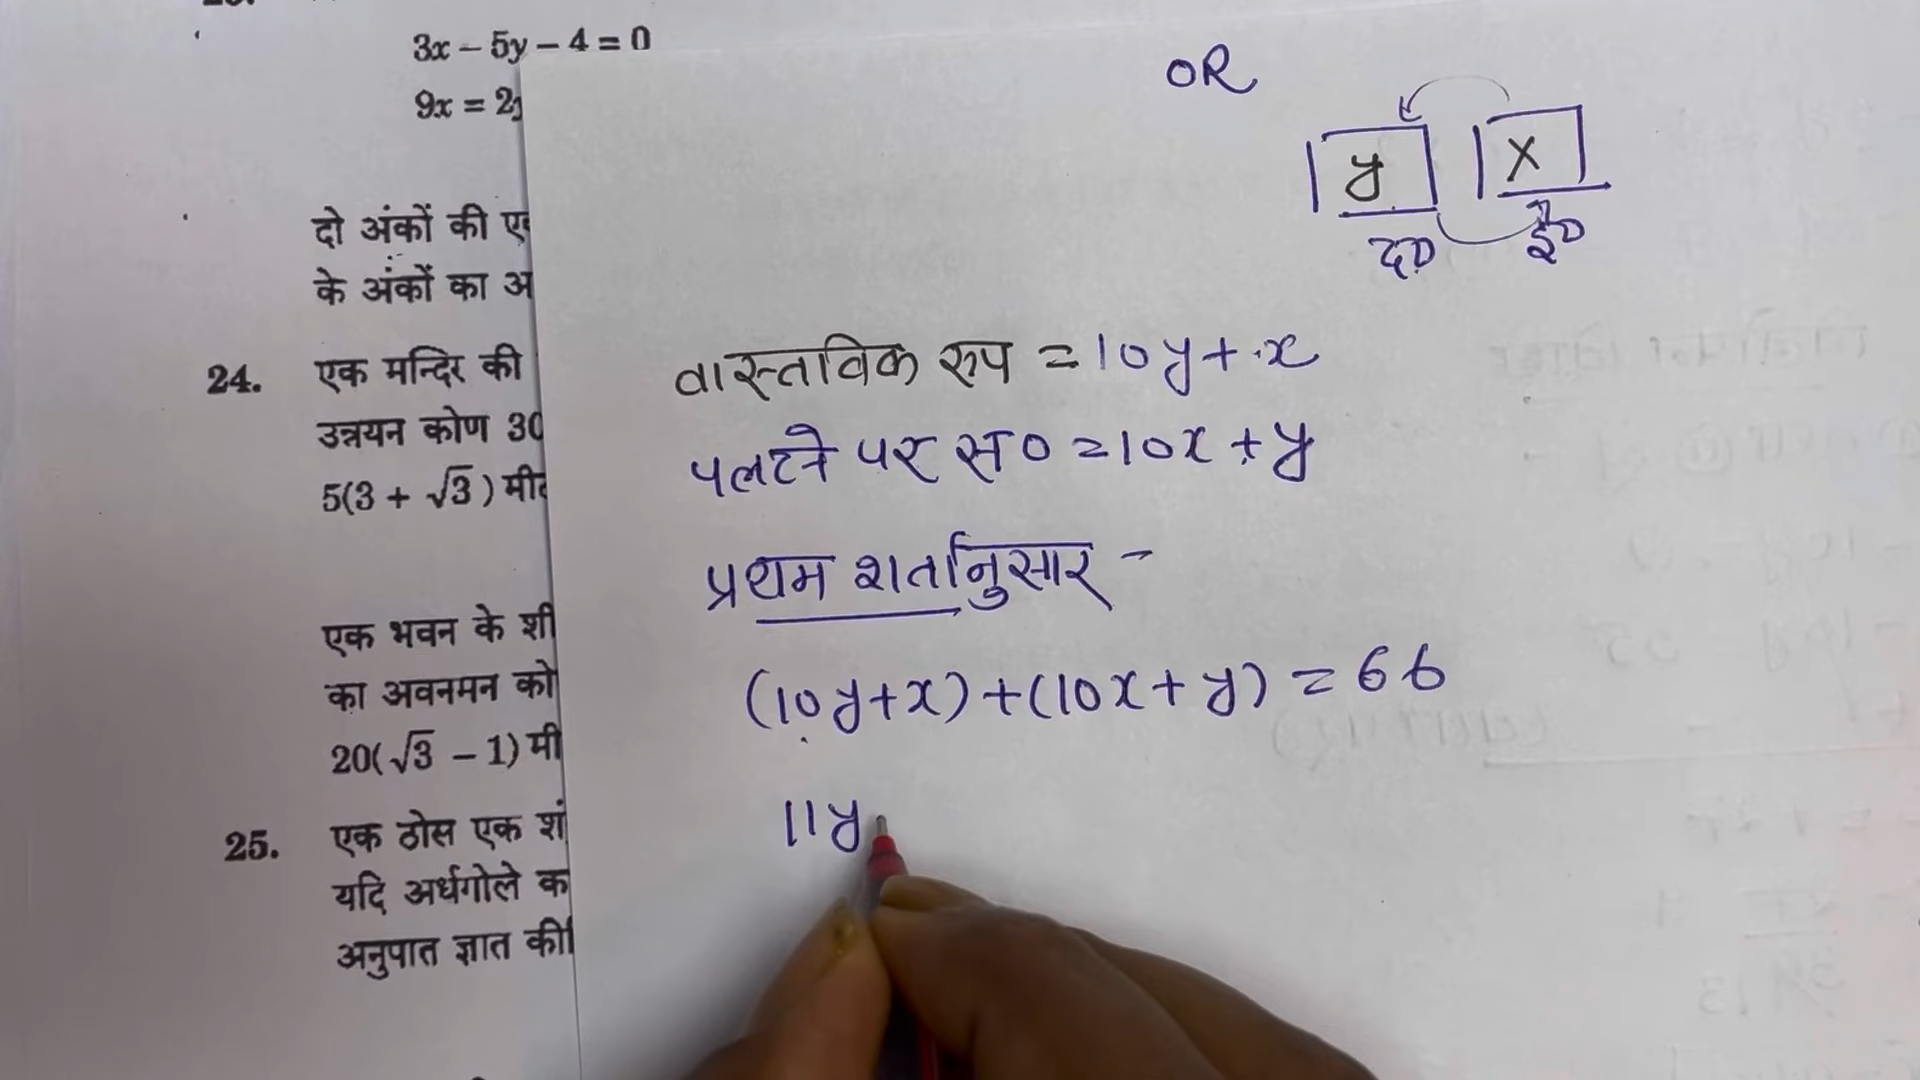 3x – 5y – 4 = 0
9x = 2y
दो अंकों की
के अंकों का
24. एक मन्दिर की
उन्नयन कोण 30
5(3 + √3) मी
एक भवन के
का अवनमन को
20(√3 – 1) मी
25. एक ठोस एक
यदि अर्धगोले
अनुपात ज्ञात
OR
y x
द० इ०
वास्तविक रुप = 10y + x
पलटने पर स० = 10x + y
प्रथम शर्तानुसार -
(10y + x) + (10x + y) = 66
11y